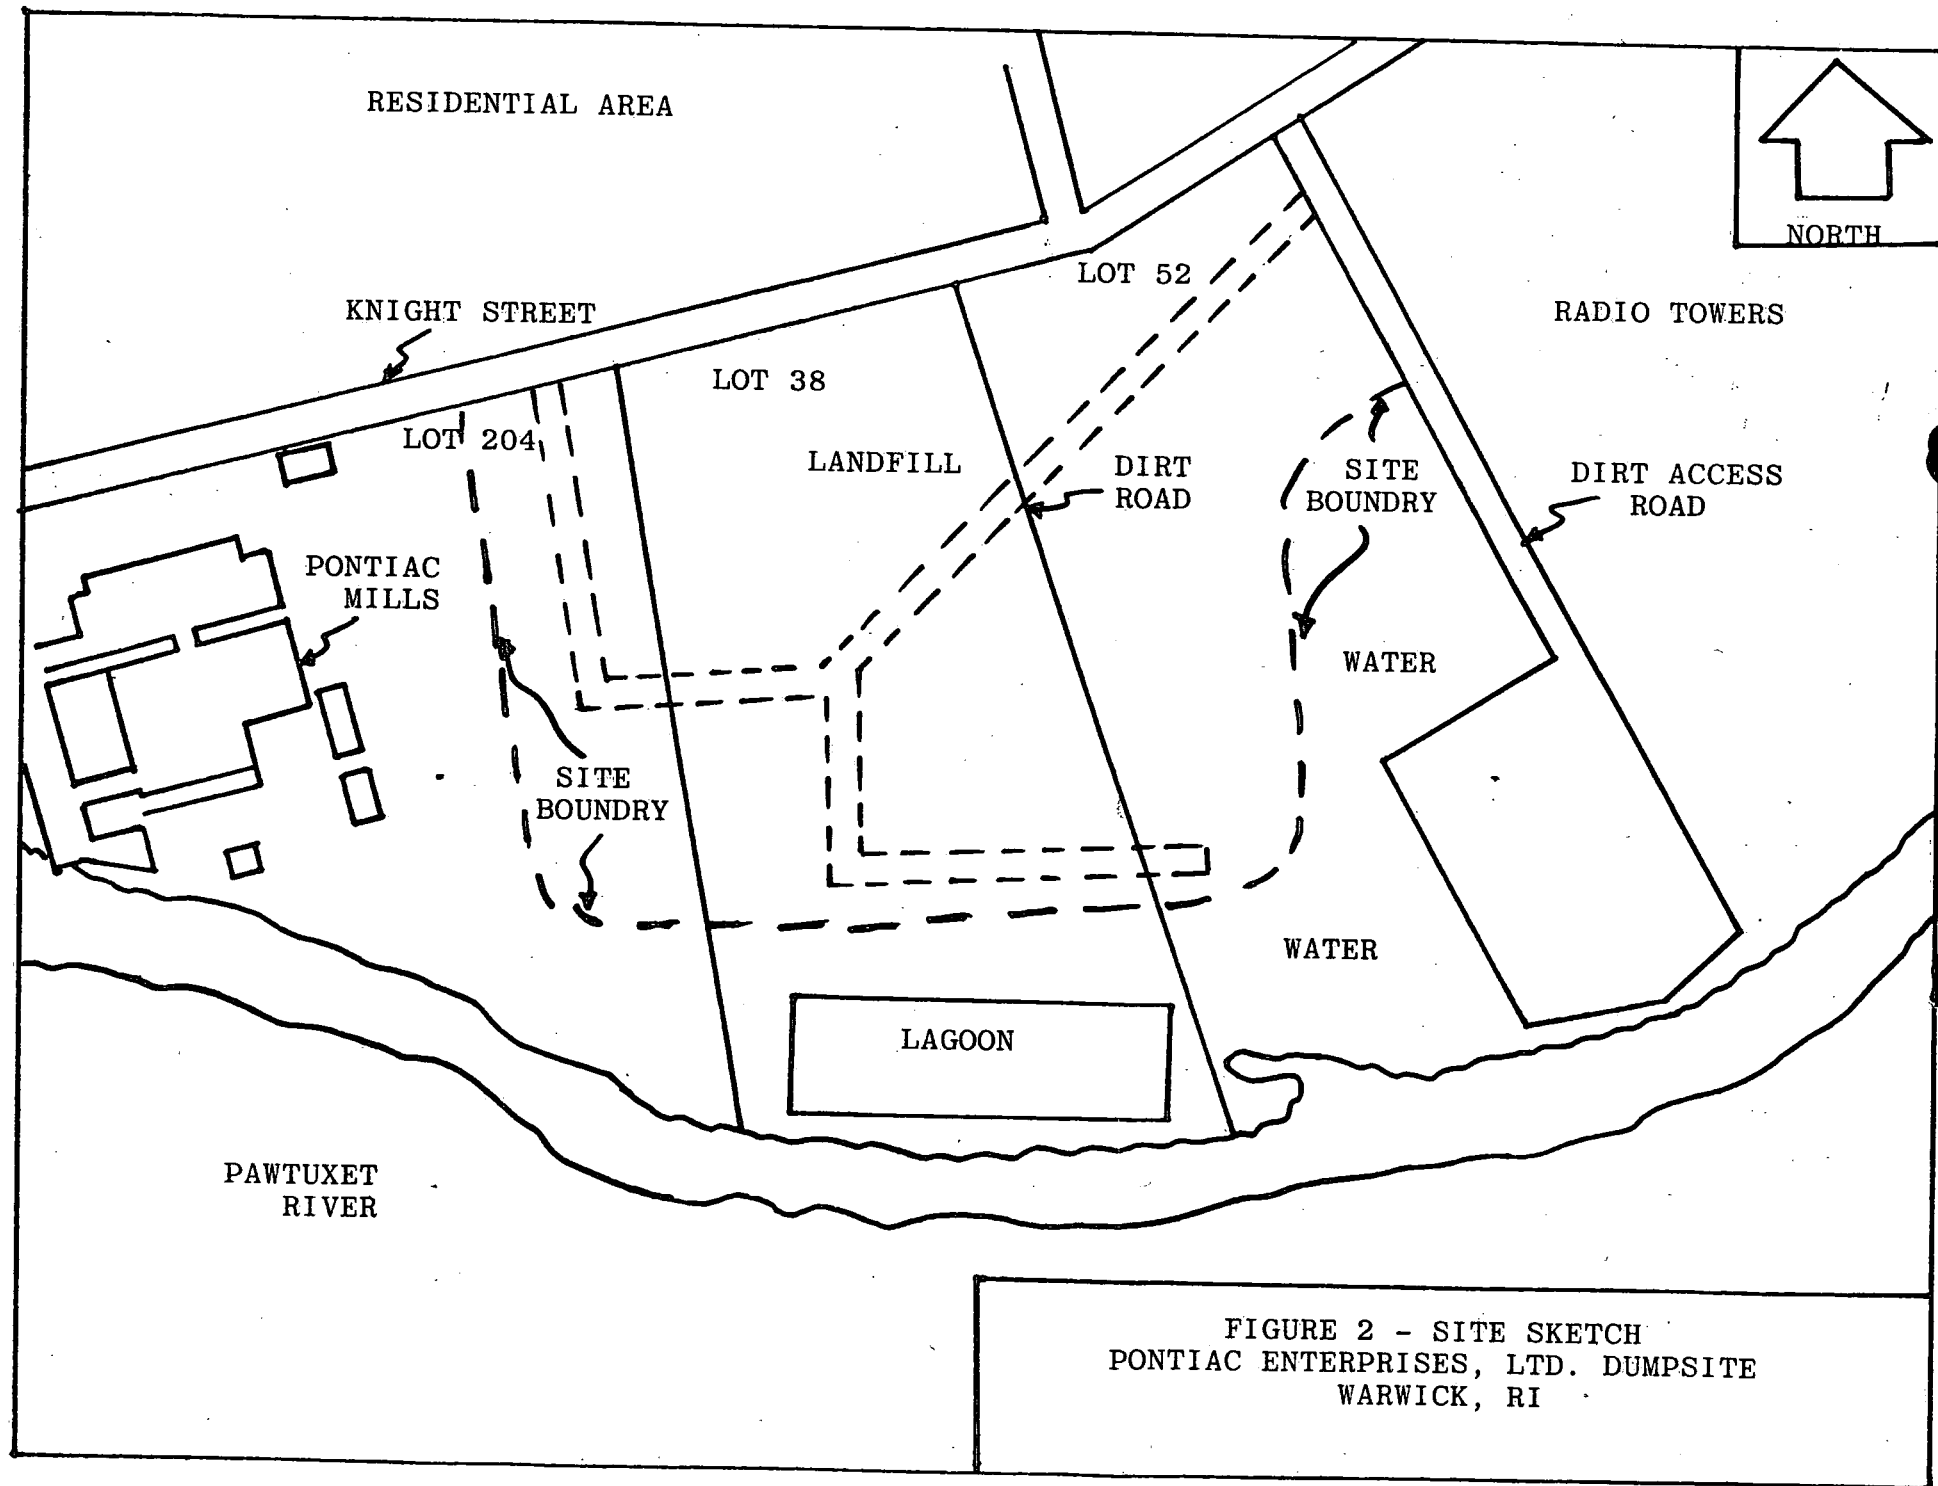 RESIDENTIAL AREA
NORTH
LOT 52
KNIGHT STREET
RADIO TOWERS
LOT 38
LOT 204
LANDFILL
DIRT
ROAD
SITE
BOUNDRY
DIRT ACCESS
ROAD
PONTIAC
MILLS
WATER
SITE
BOUNDRY
WATER
LAGOON
PAWTUXET
RIVER
FIGURE 2 - SITE SKETCH
PONTIAC ENTERPRISES, LTD. DUMPSITE
WARWICK, RI